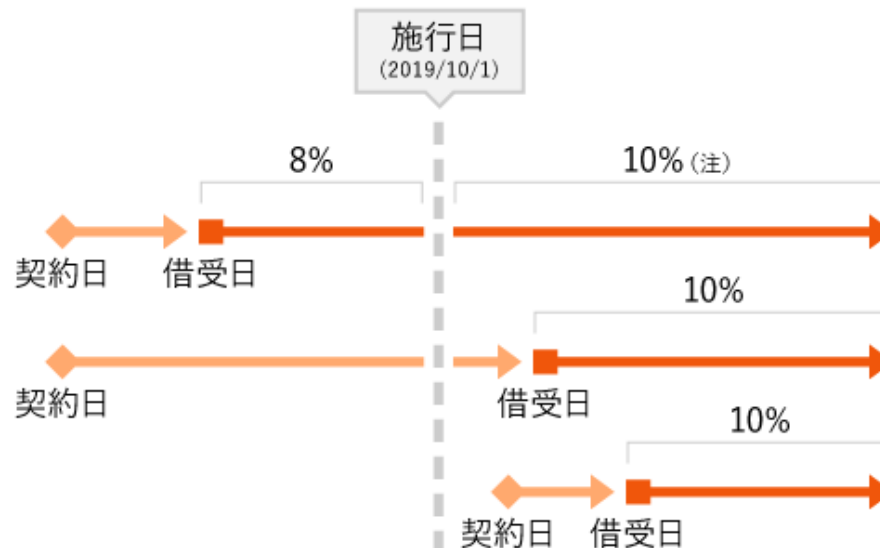 施行日
(2019/10/1)
8%
10%(注)
契約日
借受日
10%
契約日
借受日
10%
契約日
借受日